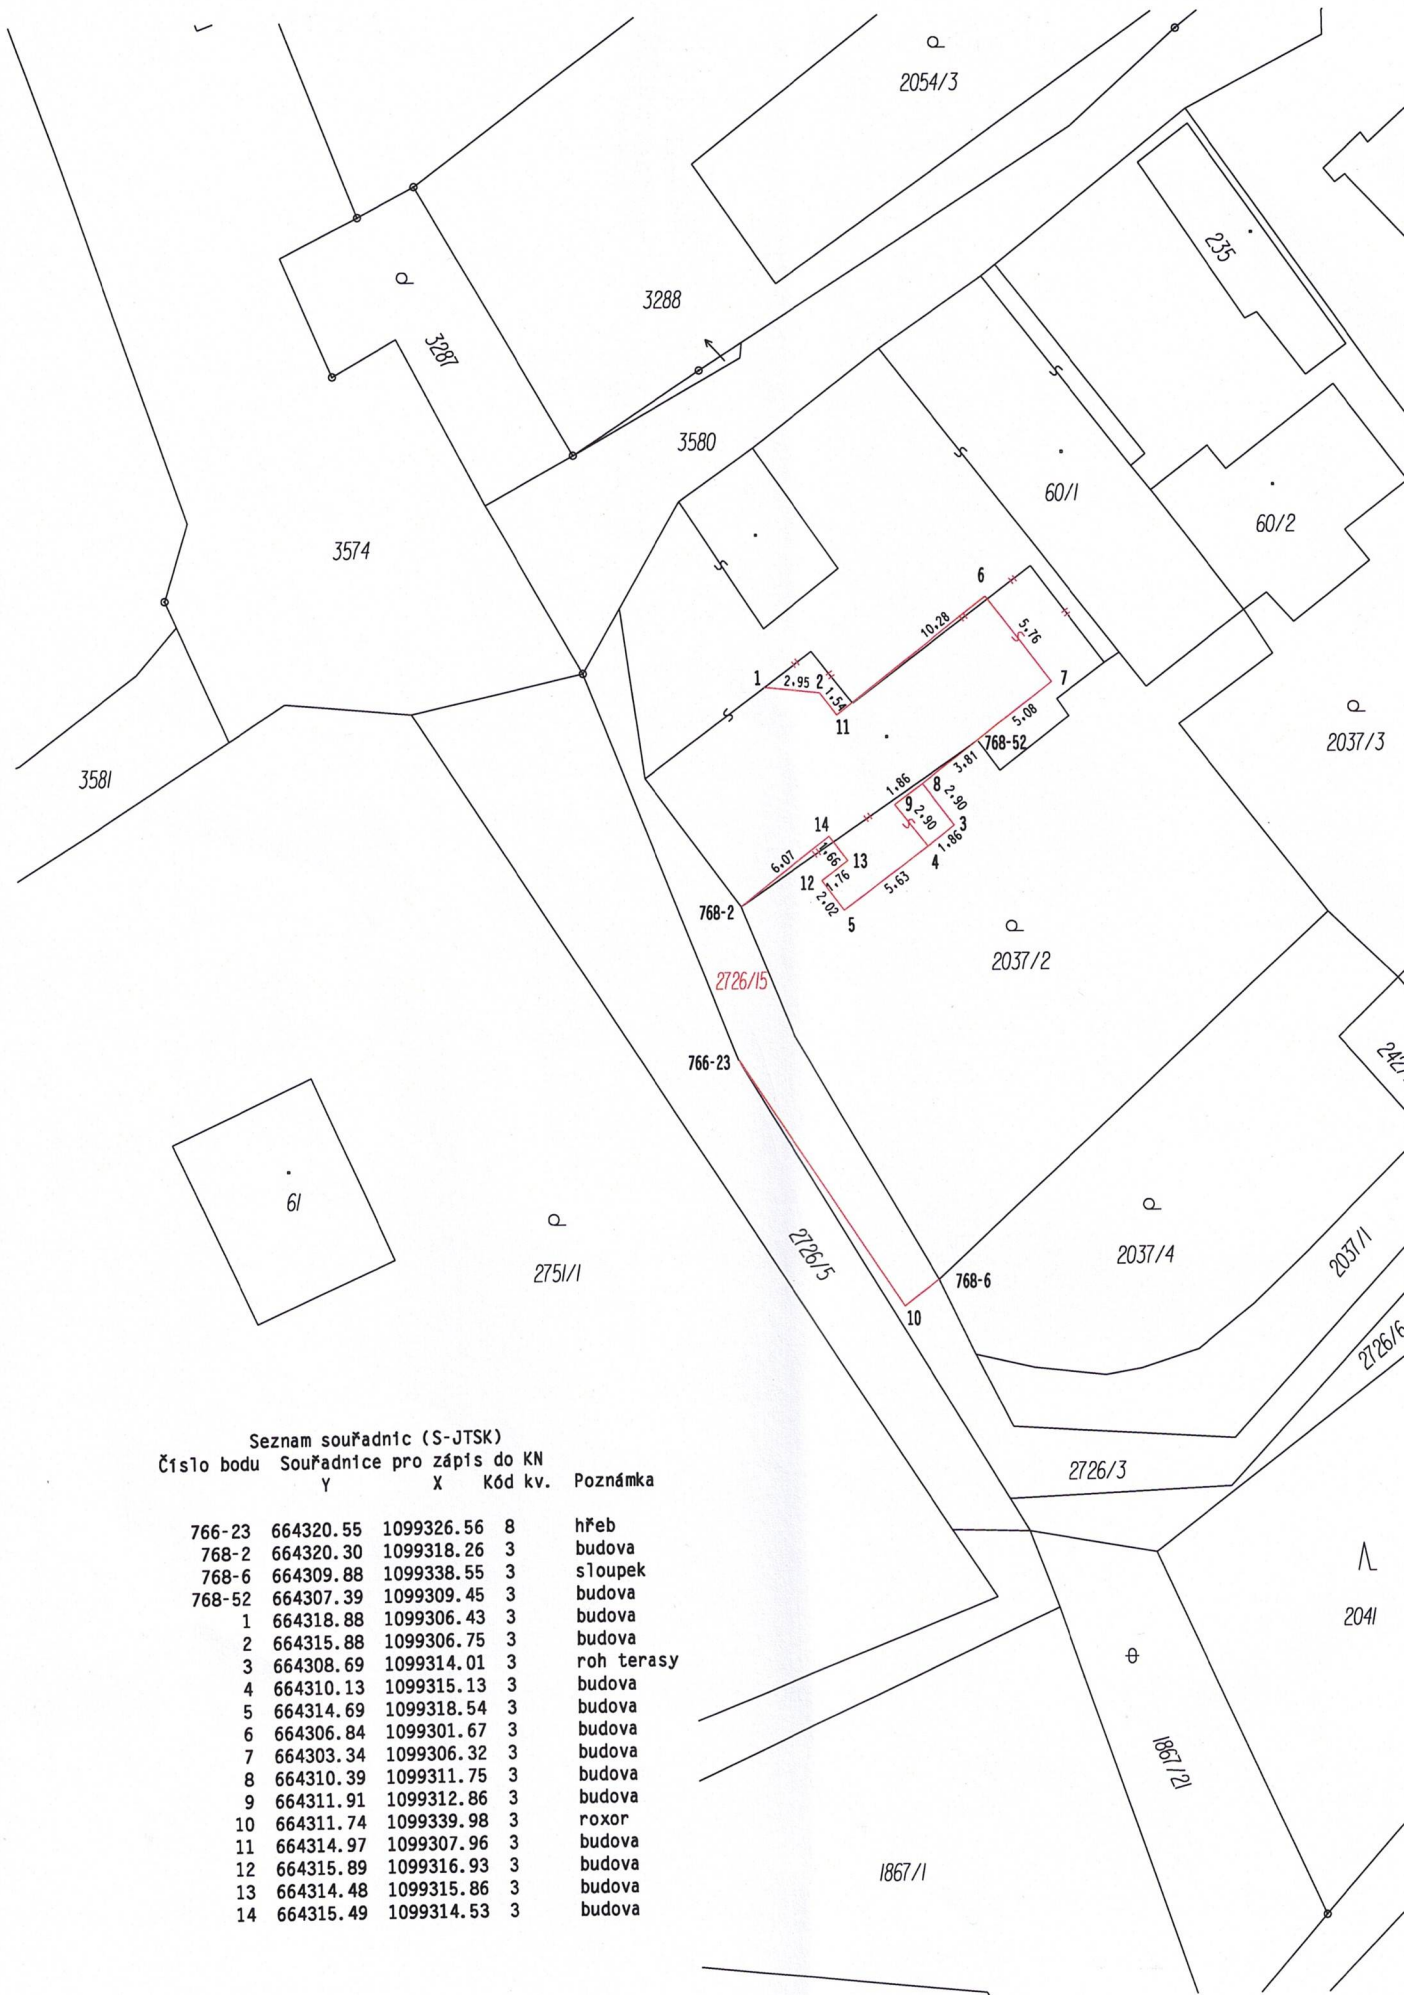 2054/3
235
3288
3287
3580
60/1
60/2
3574
6
10,28
5,76
1
2,95
2
1,54
7
11
5,08
768-52
2037/3
3581
3,81
1,86
8
2,90
9
2,90
3
14
1,86
4
6,07
1,66
13
1,76
12
5,63
2,02
768-2
5
2037/2
2726/15
766-23
61
2726/5
2751/1
2037/4
2037/1
768-6
10
2726/6
Seznam souřadnic (S-JTSK)
Číslo bodu Souřadnice pro zápis do KN
Y X Kód kv. Poznámka
766-23 664320.55 1099326.56 8 hřeb
768-2 664320.30 1099318.26 3 budova
768-6 664309.88 1099338.55 3 sloupek
768-52 664307.39 1099309.45 3 budova
1 664318.88 1099306.43 3 budova
2 664315.88 1099306.75 3 budova
3 664308.69 1099314.01 3 roh terasy
4 664310.13 1099315.13 3 budova
5 664314.69 1099318.54 3 budova
6 664306.84 1099301.67 3 budova
7 664303.34 1099306.32 3 budova
8 664310.39 1099311.75 3 budova
9 664311.91 1099312.86 3 budova
10 664311.74 1099339.98 3 roxor
11 664314.97 1099307.96 3 budova
12 664315.89 1099316.93 3 budova
13 664314.48 1099315.86 3 budova
14 664315.49 1099314.53 3 budova
2726/3
2041
1867/21
1867/1